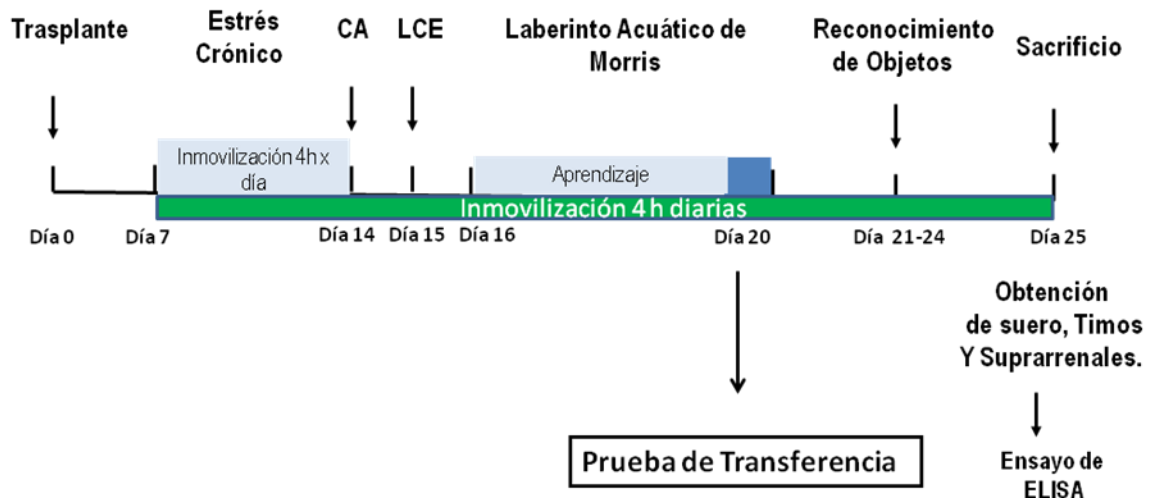 Trasplante
Estrés
Crónico
CA
LCE
Laberinto Acuático de
Morris
Reconocimiento
de Objetos
Sacrificio
Inmovilización 4h x
día
Aprendizaje
Inmovilización 4 h diarias
Día 0
Día 7
Día 14
Día 15
Día 16
Día 20
Día 21-24
Día 25
Obtención
de suero, Timos
Y Suprarrenales.
Prueba de Transferencia
Ensayo de
ELISA